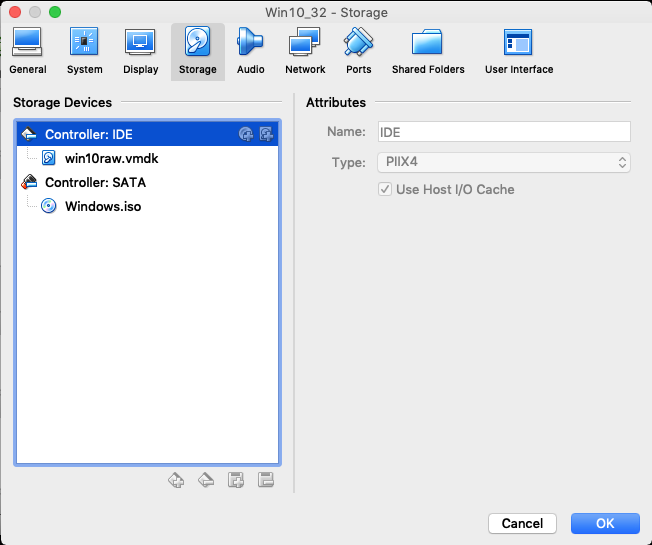 Win10_32 - Storage
General System Display Storage Audio Network Ports Shared Folders User Interface
Storage Devices
Controller: IDE
win10raw.vmdk
Controller: SATA
Windows.iso
Attributes
Name: IDE
Type: PIIX4
Use Host I/O Cache
Cancel OK